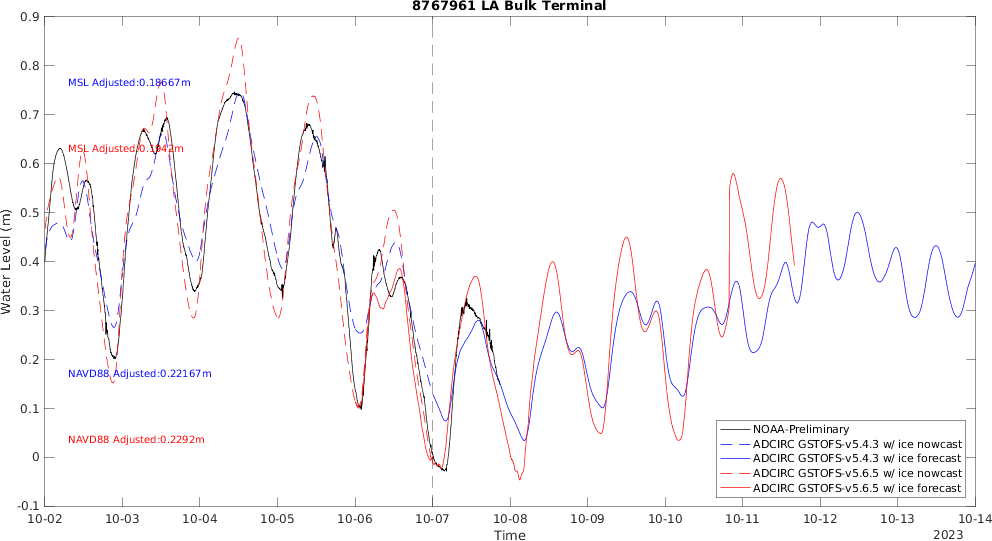 8767961 LA Bulk Terminal
0.9
0.8
0.7
0.6
0.5
0.4
0.3
0.2
0.1
0
-0.1
Water Level (m)
MSL Adjusted:0.18667m
MSL Adjusted:0.1942m
NAVD88 Adjusted:0.22167m
NAVD88 Adjusted:0.2292m
NOAA-Preliminary
ADCIRC GSTOFS-v5.4.3 w/ ice nowcast
ADCIRC GSTOFS-v5.4.3 w/ ice forecast
ADCIRC GSTOFS-v5.6.5 w/ ice nowcast
ADCIRC GSTOFS-v5.6.5 w/ ice forecast
10-02 10-03 10-04 10-05 10-06 10-07 10-08 10-09 10-10 10-11 10-12 10-13 10-14
Time
2023